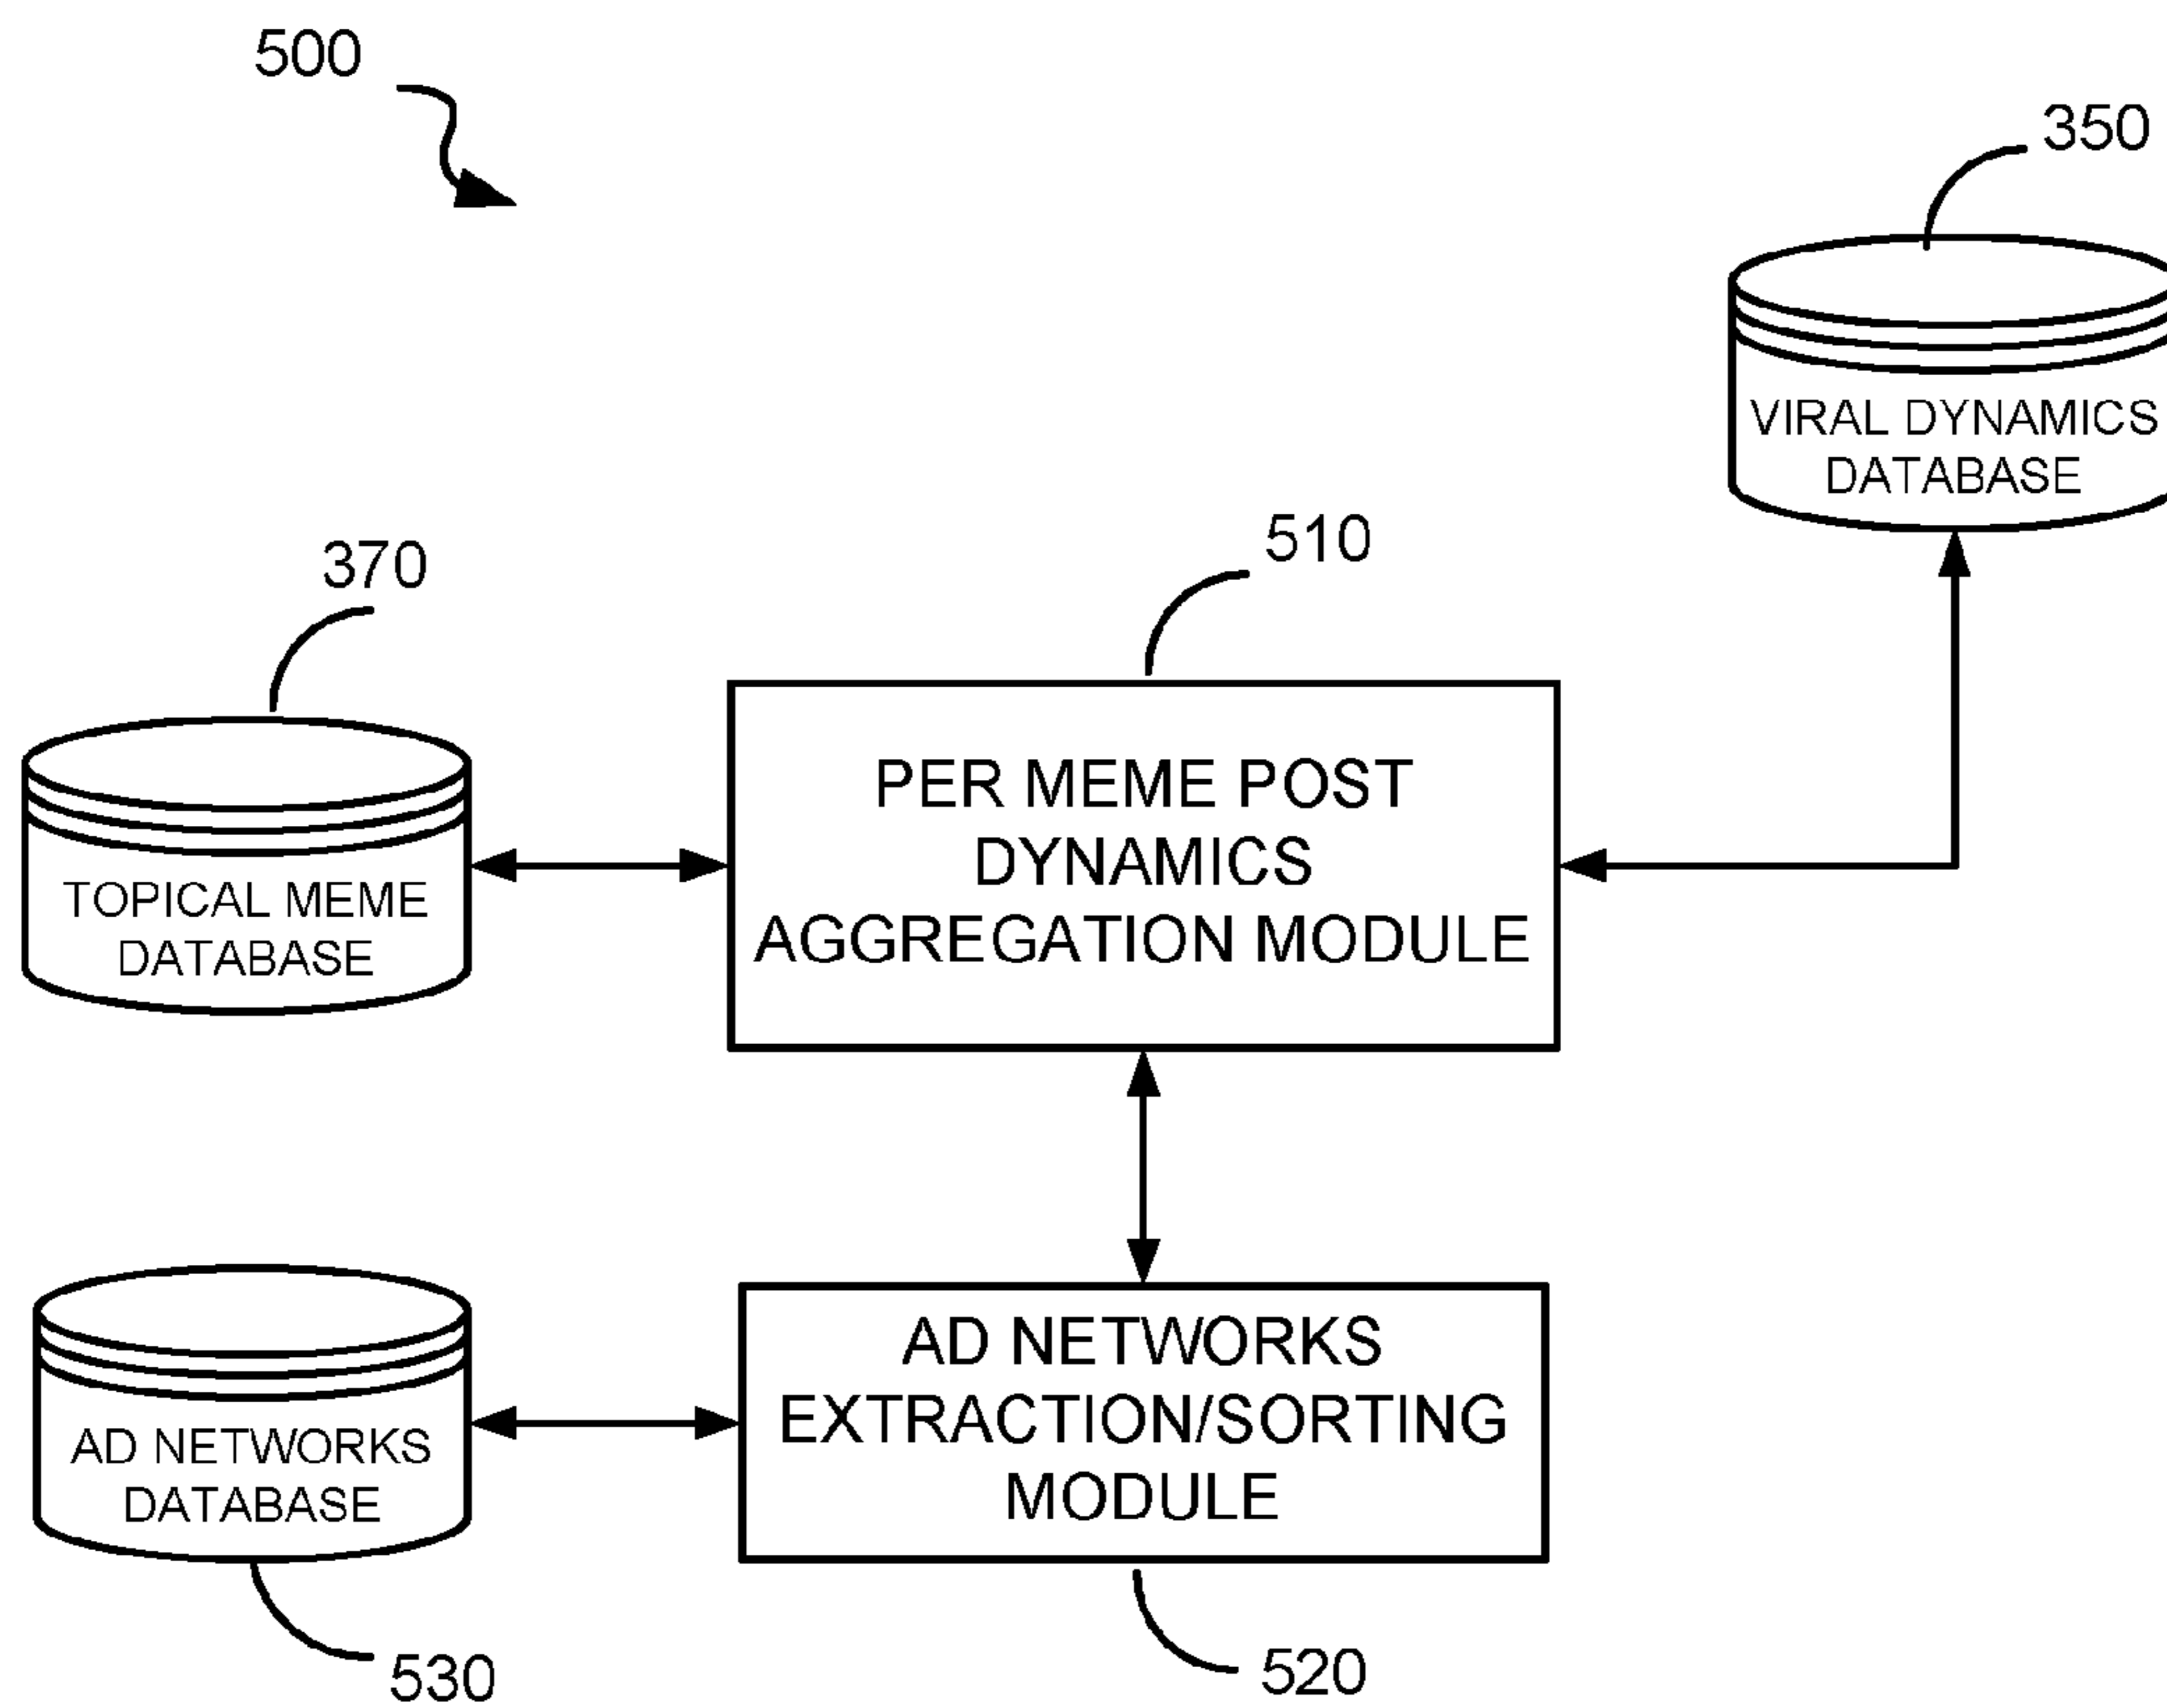 500
350
VIRAL DYNAMICS
DATABASE
510
370
PER MEME POST
DYNAMICS
AGGREGATION MODULE
TOPICAL MEME
DATABASE
AD NETWORKS
EXTRACTION/SORTING
MODULE
AD NETWORKS
DATABASE
530
520